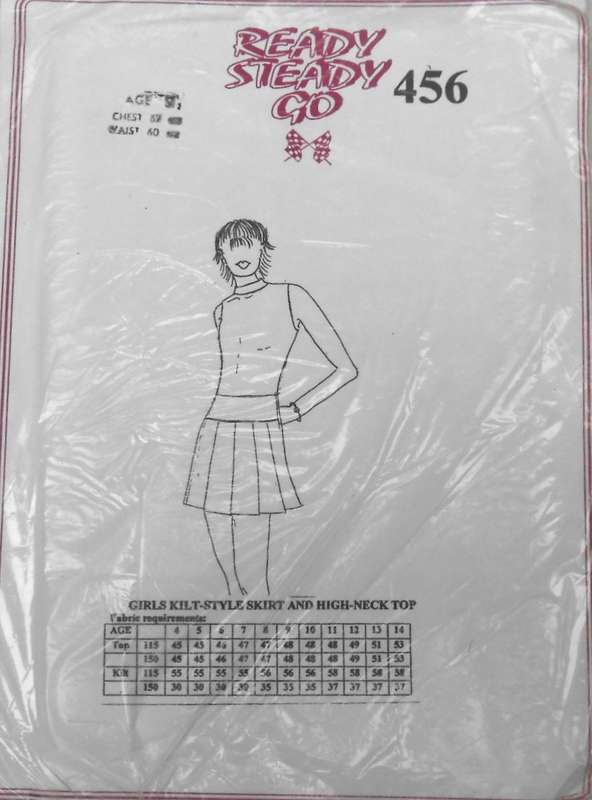 READY
STEADY
GO
456
AGE
CHEST
WAIST 60
GIRLS KILT-STYLE SKIRT AND HIGH-NECK TOP
Fabric requirements:
AGE 4 5 6 7 8 9 10 11 12 13 14
Top 115 45 45 46 47 47 48 48 48 49 51 53
150 45 45 46 47 47 48 48 48 49 51 53
Kilt 115 55 55 55 55 56 56 56 58 58 58 58
150 30 30 30 30 35 35 35 37 37 37 37